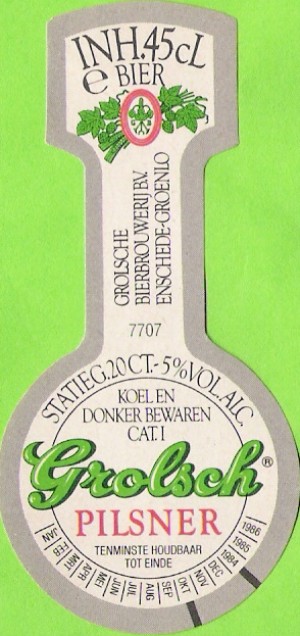 INH. 45cL
e BIER
GROLSCHE
BIERBROUWERIJ B.V.
ENSCHEDE-GROENLO
7707
STATIEG. 20 CT. - 5% VOL. ALC.
KOEL EN
DONKER BEWAREN
CAT. I
Grolsch®
PILSNER
TENMINSTE HOUDBAAR
TOT EINDE
JAN FEB MRT APR MEI JUN JUL AUG SEP OKT NOV DEC 1984 1985 1986